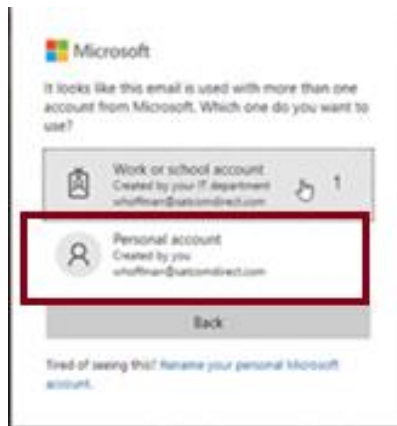 Microsoft
It looks like this email is used with more than one
account from Microsoft. Which one do you want to
use?
Work or school account
Created by your IT department
whoffman@satcomdirect.com
1
Personal account
Created by you
whoffman@satcomdirect.com
Back
Tired of seeing this? Rename your personal Microsoft
account.